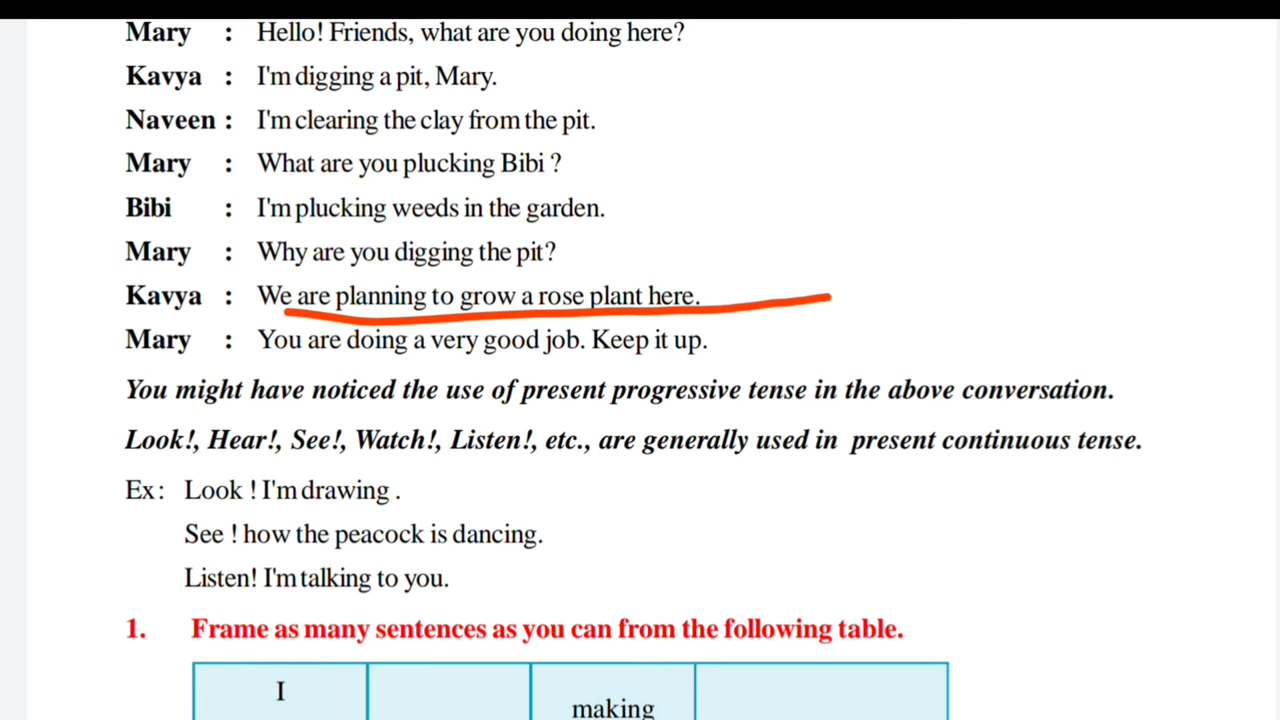 Mary : Hello! Friends, what are you doing here?
Kavya : I'm digging a pit, Mary.
Naveen : I'm clearing the clay from the pit.
Mary : What are you plucking Bibi ?
Bibi : I'm plucking weeds in the garden.
Mary : Why are you digging the pit?
Kavya : We are planning to grow a rose plant here.
Mary : You are doing a very good job. Keep it up.
You might have noticed the use of present progressive tense in the above conversation.
Look!, Hear!, See!, Watch!, Listen!, etc., are generally used in present continuous tense.
Ex : Look ! I'm drawing .
See ! how the peacock is dancing.
Listen! I'm talking to you.
1. Frame as many sentences as you can from the following table.
I
making